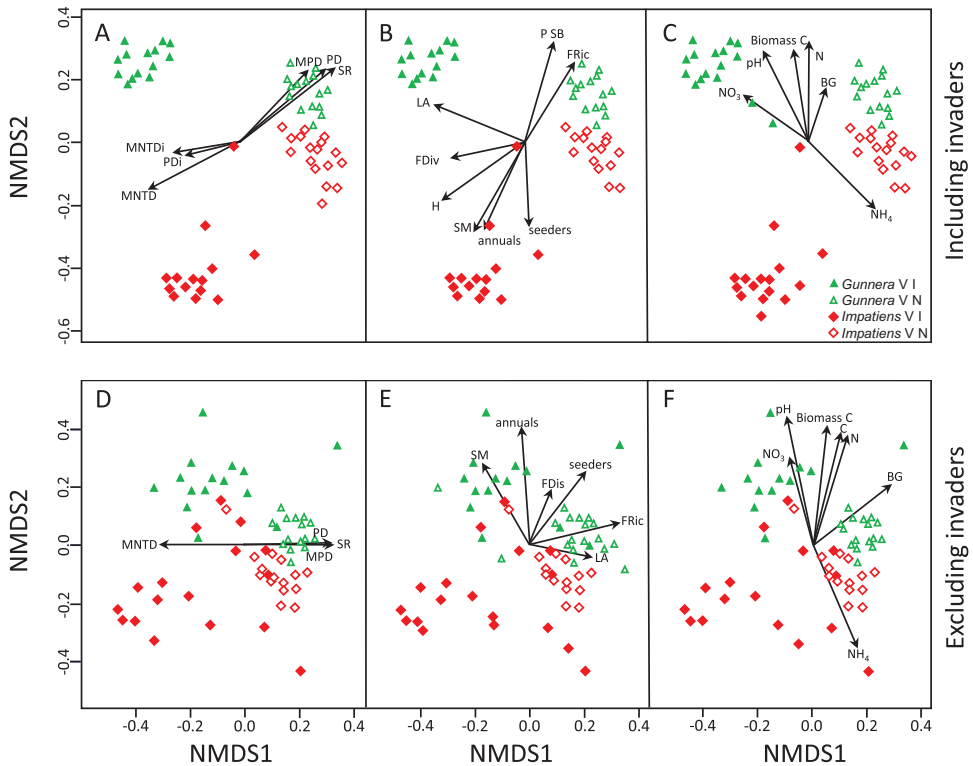 A
B
C
0.4
0.2
0.0
-0.2
-0.4
-0.6
NMDS2
MPD
PD
SR
MNTDi
PDi
MNTD
P SB
FRic
LA
FDiv
H
SM
annuals
seeders
Biomass C
N
pH
BG
NO3
NH4
Gunnera V I
Gunnera V N
Impatiens V I
Impatiens V N
Including invaders
D
E
F
0.4
0.2
0.0
-0.2
-0.4
NMDS2
MNTD
PD
SR
MPD
annuals
SM
seeders
FDis
FRic
LA
pH
Biomass C
C
N
NO3
BG
NH4
Excluding invaders
-0.4 -0.2 0.0 0.2 0.4
-0.4 -0.2 0.0 0.2 0.4
-0.4 -0.2 0.0 0.2 0.4
NMDS1 NMDS1 NMDS1